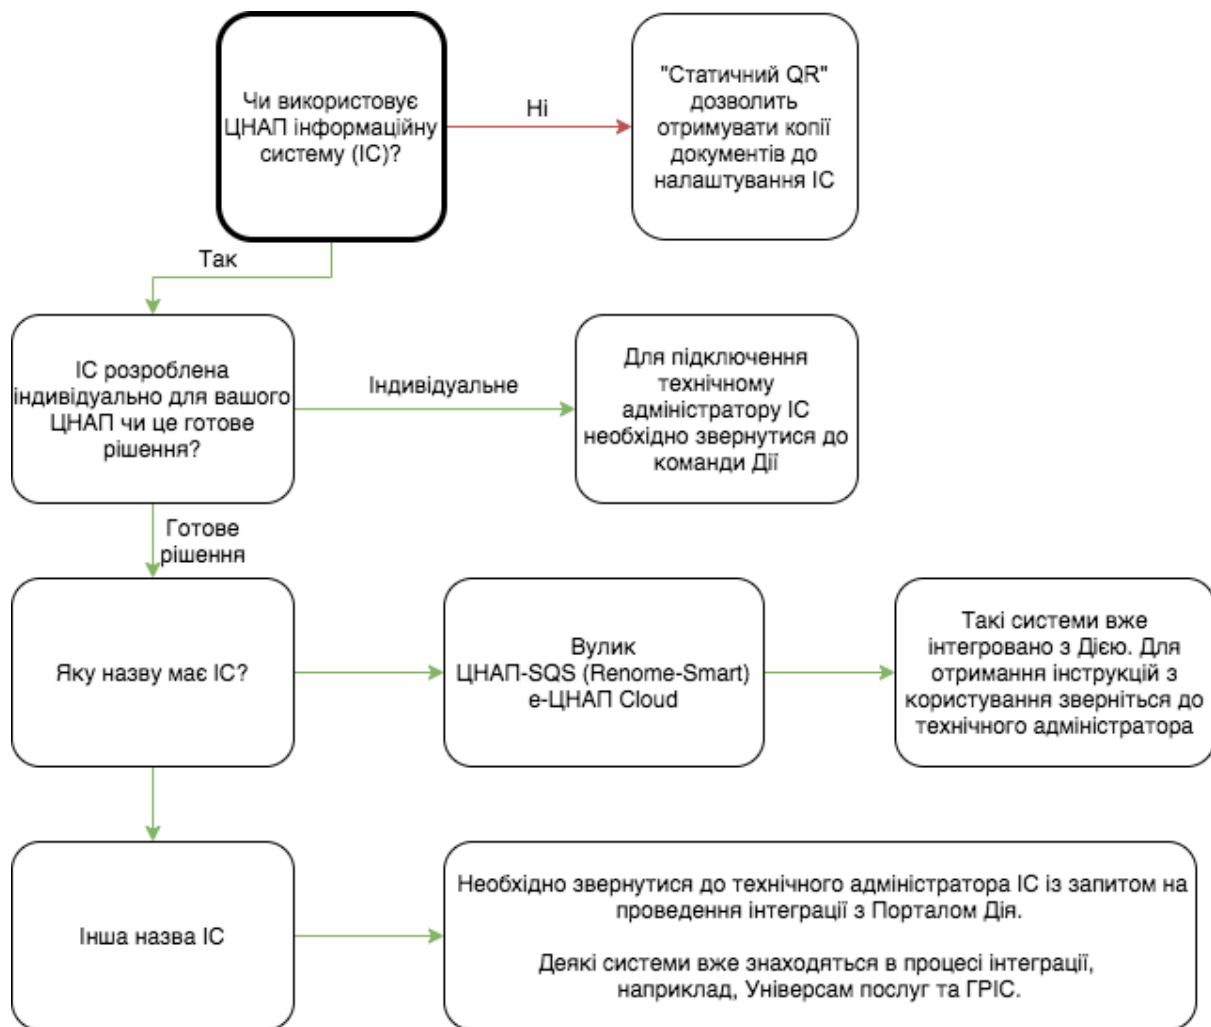 Чи використовує
ЦНАП інформаційну
систему (ІС)?
Ні
"Статичний QR"
дозволить
отримувати копії
документів до
налаштування ІС
Так
ІС розроблена
індивідуально для вашого
ЦНАП чи це готове
рішення?
Індивідуальне
Для підключення
технічному
адміністратору ІС
необхідно звернутися до
команди Дії
Готове
рішення
Яку назву має ІС?
Вулик
ЦНАП-SQS (Renome-Smart)
е-ЦНАП Cloud
Такі системи вже
інтегровано з Дією. Для
отримання інструкцій з
користування зверніться до
технічного адміністратора
Інша назва ІС
Необхідно звернутися до технічного адміністратора ІС із запитом на
проведення інтеграції з Порталом Дія.
Деякі системи вже знаходяться в процесі інтеграції,
наприклад, Універсам послуг та ГРІС.